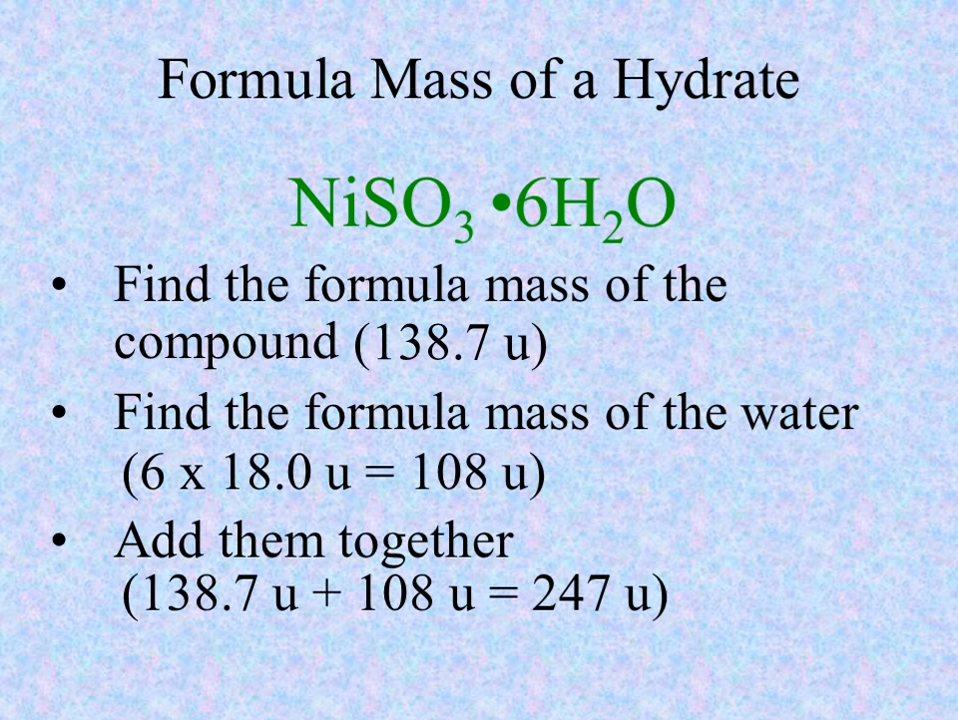 Formula Mass of a Hydrate
NiSO₃ •6H₂O
• Find the formula mass of the
compound (138.7 u)
• Find the formula mass of the water
(6 x 18.0 u = 108 u)
• Add them together
(138.7 u + 108 u = 247 u)